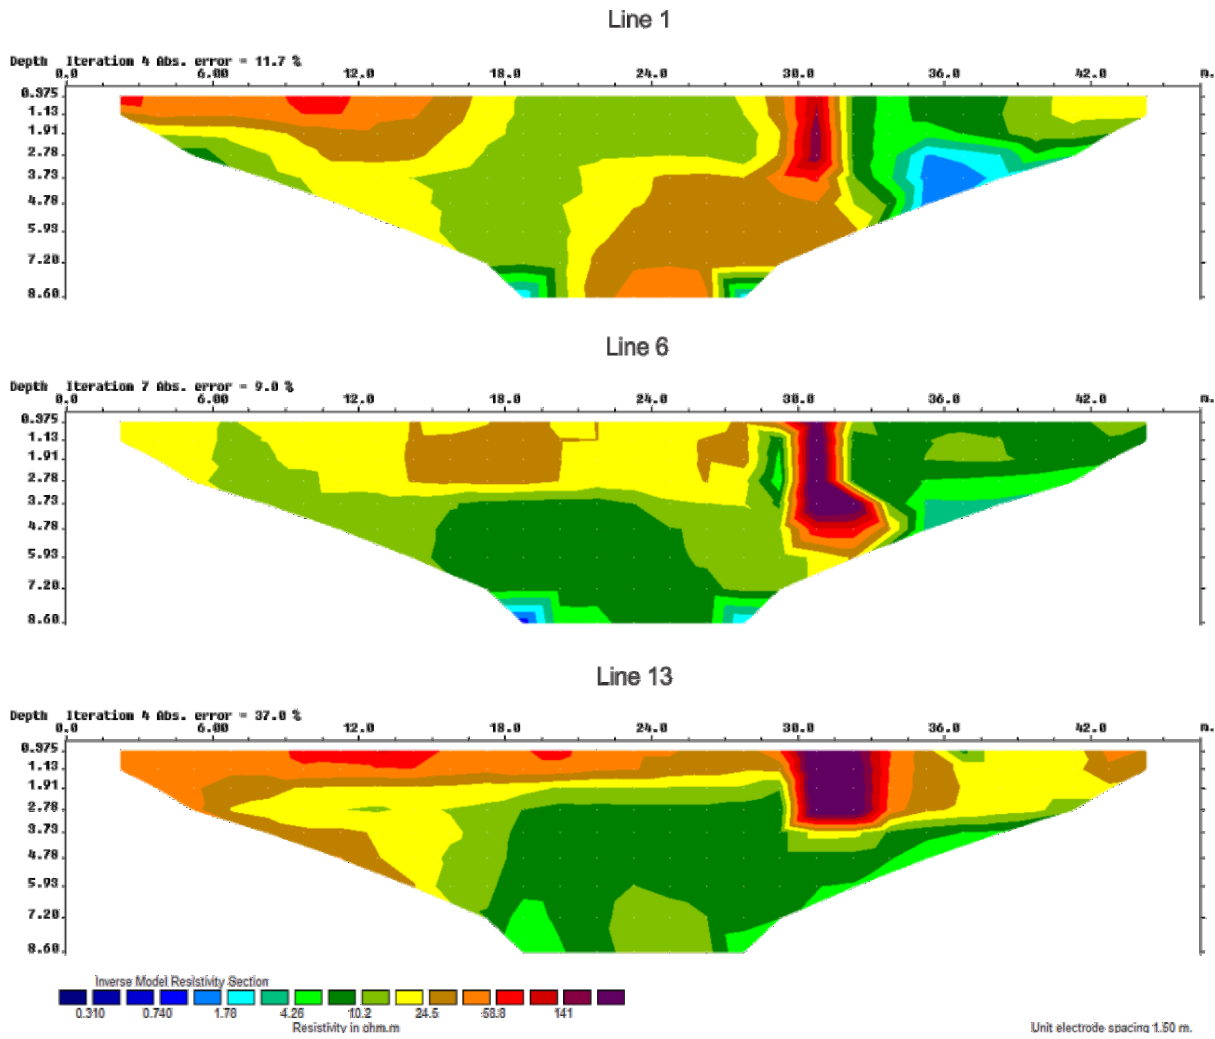 Line 1
Depth Iteration 4 Abs. error = 11.7 %
0.0 6.00 12.0 18.0 24.0 30.0 36.0 42.0 m.
0.375
1.13
1.91
2.78
3.73
4.78
5.93
7.20
8.60
Line 6
Depth Iteration 7 Abs. error = 9.0 %
0.0 6.00 12.0 18.0 24.0 30.0 36.0 42.0 m.
0.375
1.13
1.91
2.78
3.73
4.78
5.93
7.20
8.60
Line 13
Depth Iteration 4 Abs. error = 37.0 %
0.0 6.00 12.0 18.0 24.0 30.0 36.0 42.0 m.
0.375
1.13
1.91
2.78
3.73
4.78
5.93
7.20
8.60
Inverse Model Resistivity Section
0.310 0.740 1.78 4.26 10.2 24.5 58.8 141
Resistivity in ohm.m
Unit electrode spacing 1.50 m.